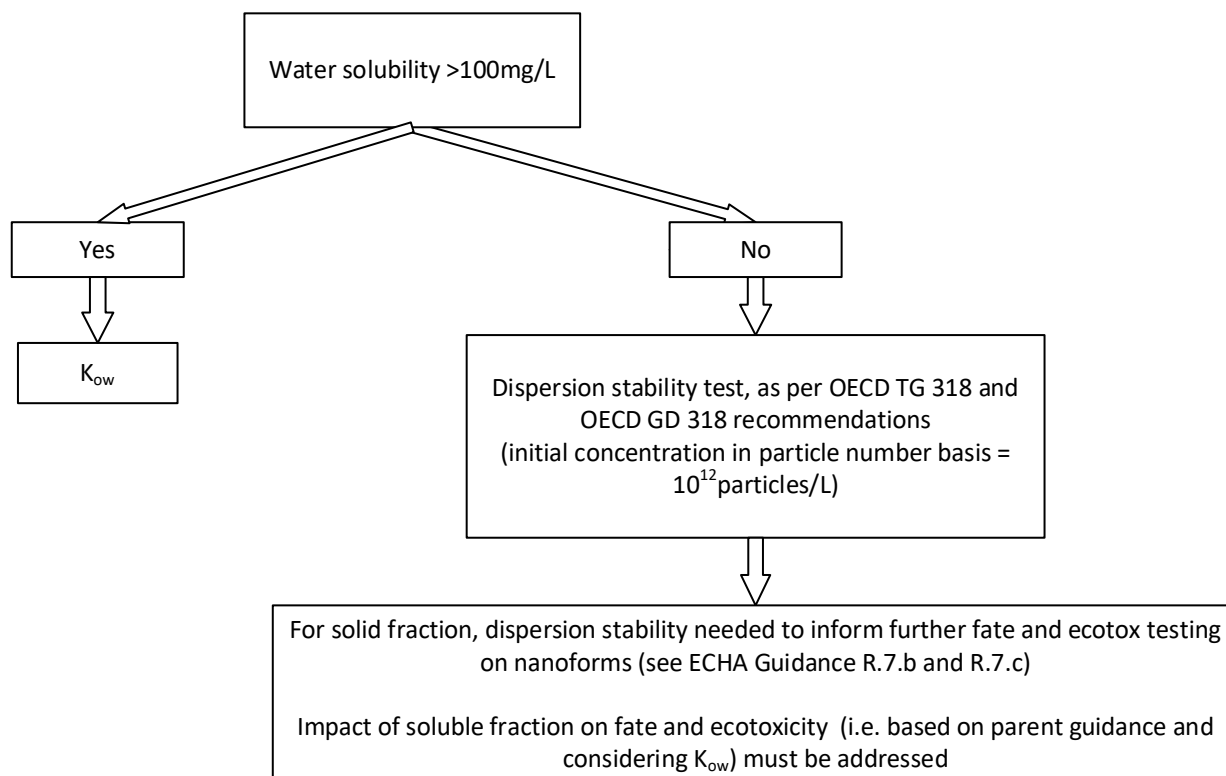 Water solubility >100mg/L
Yes
No
Kow
Dispersion stability test, as per OECD TG 318 and
OECD GD 318 recommendations
(initial concentration in particle number basis =
10¹²particles/L)
For solid fraction, dispersion stability needed to inform further fate and ecotox testing
on nanoforms (see ECHA Guidance R.7.b and R.7.c)
Impact of soluble fraction on fate and ecotoxicity (i.e. based on parent guidance and
considering Kow) must be addressed